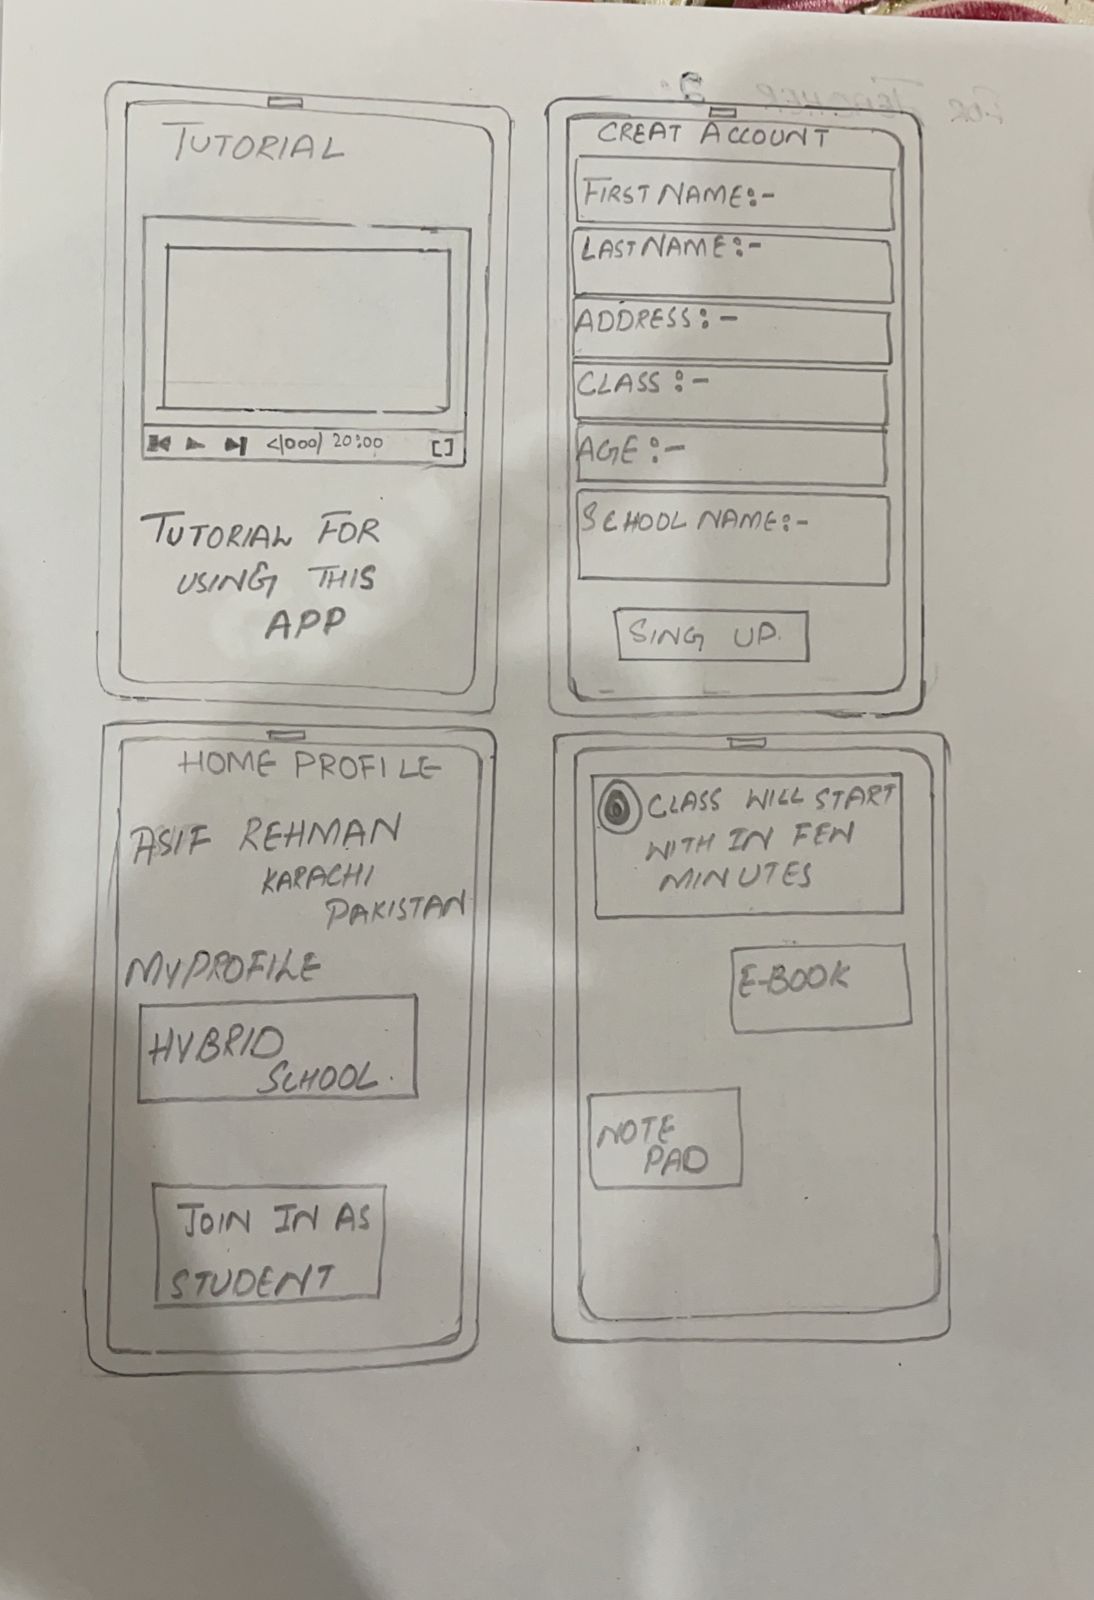 TUTORIAL
20:00
TUTORIAL FOR
USING THIS
APP
CREAT ACCOUNT
FIRST NAME:-
LAST NAME:-
ADDRESS:-
CLASS:-
AGE:-
SCHOOL NAME:-
SING UP.
HOME PROFILE
ASIF REHMAN
KARACHI
PAKISTAN
MY PROFILE
HYBRID
SCHOOL.
JOIN IN AS
STUDENT
CLASS WILL START
WITH IN FEW
MINUTES
E-BOOK
NOTE
PAD